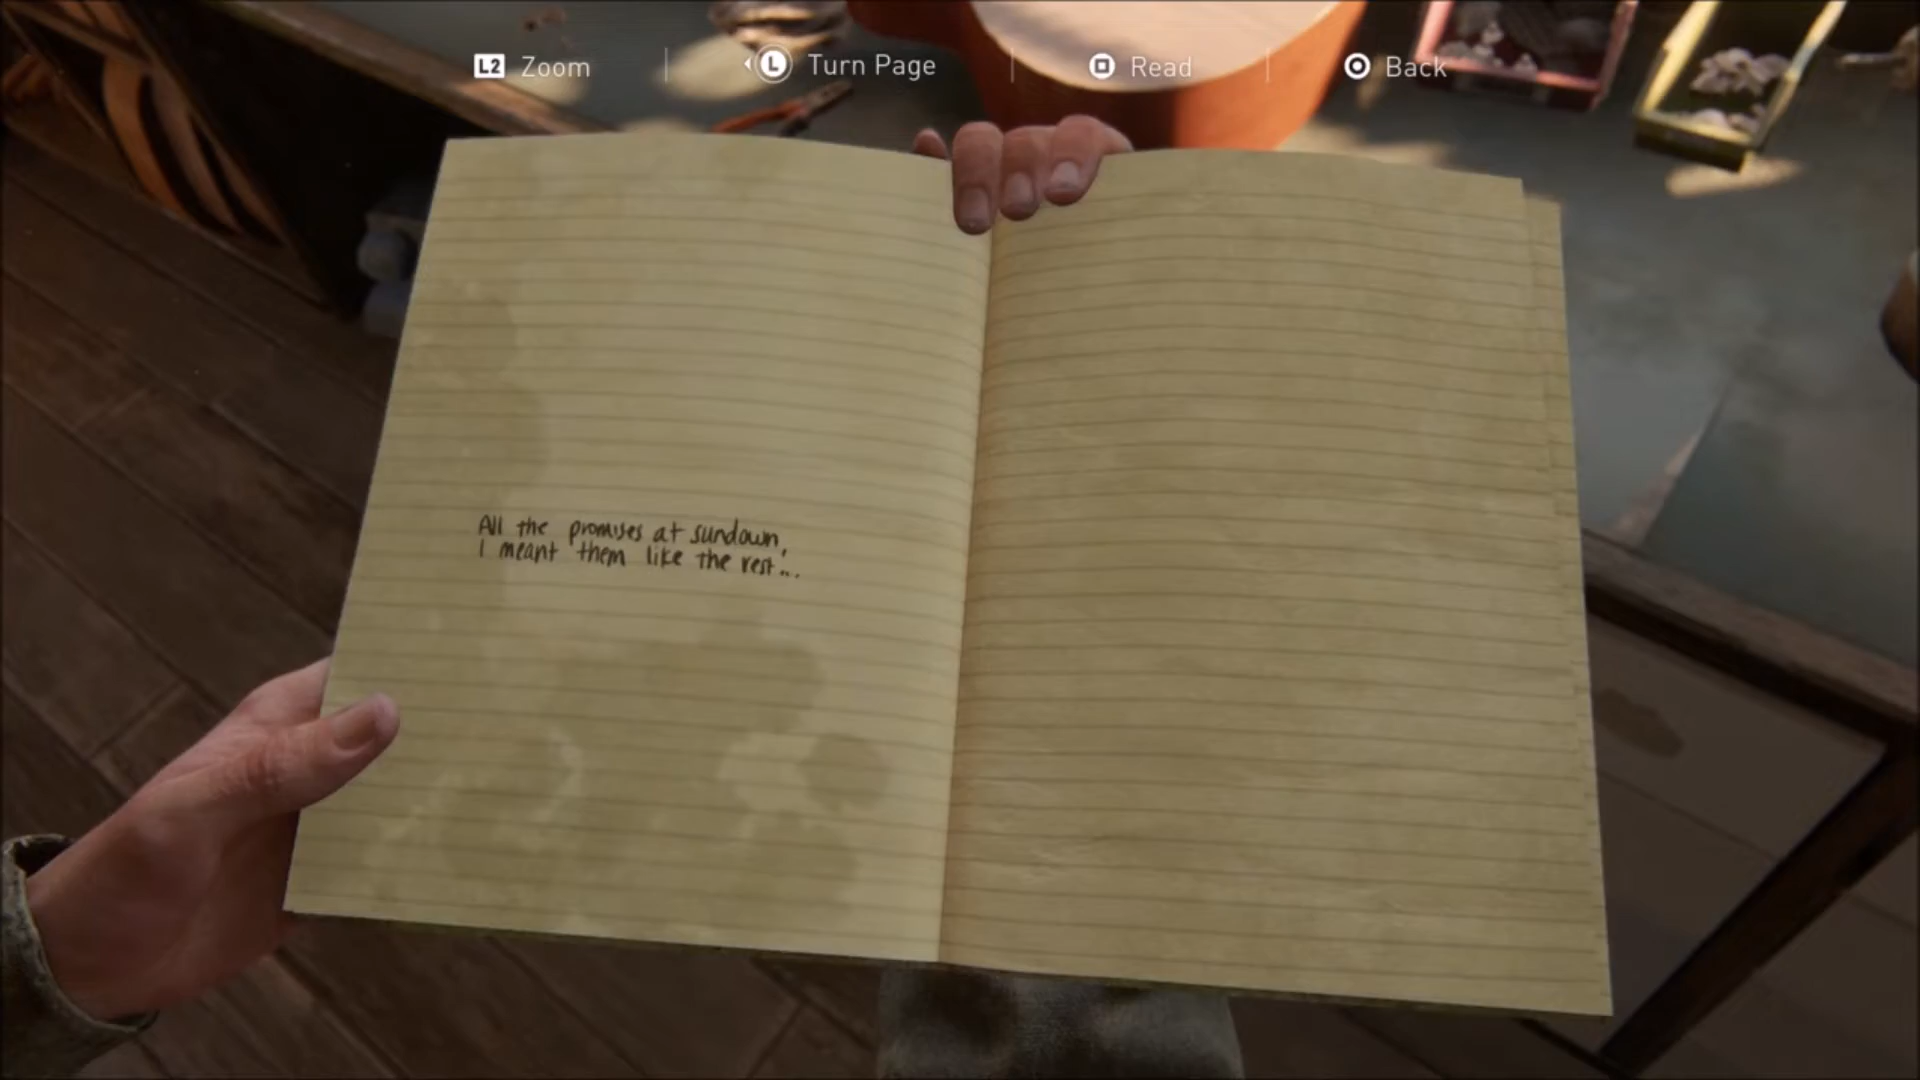 L2 Zoom L Turn Page Read Back
All the promises at sundown,
I meant them like the rest...